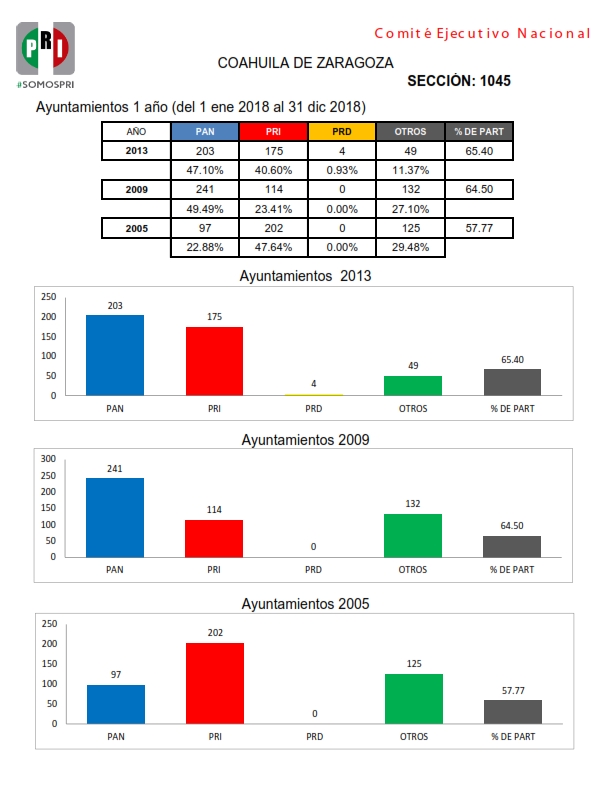 Comité Ejecutivo Nacional
PRI
#SOMOSPRI
COAHUILA DE ZARAGOZA
SECCIÓN: 1045
Ayuntamientos 1 año (del 1 ene 2018 al 31 dic 2018)
AÑO PAN PRI PRD OTROS % DE PART
2013 203 175 4 49 65.40
47.10% 40.60% 0.93% 11.37%
2009 241 114 0 132 64.50
49.49% 23.41% 0.00% 27.10%
2005 97 202 0 125 57.77
22.88% 47.64% 0.00% 29.48%
Ayuntamientos 2013
250
200
150
100
50
0
203 175 4 49 65.40
PAN PRI PRD OTROS % DE PART
Ayuntamientos 2009
300
250
200
150
100
50
0
241 114 0 132 64.50
PAN PRI PRD OTROS % DE PART
Ayuntamientos 2005
250
200
150
100
50
0
97 202 0 125 57.77
PAN PRI PRD OTROS % DE PART